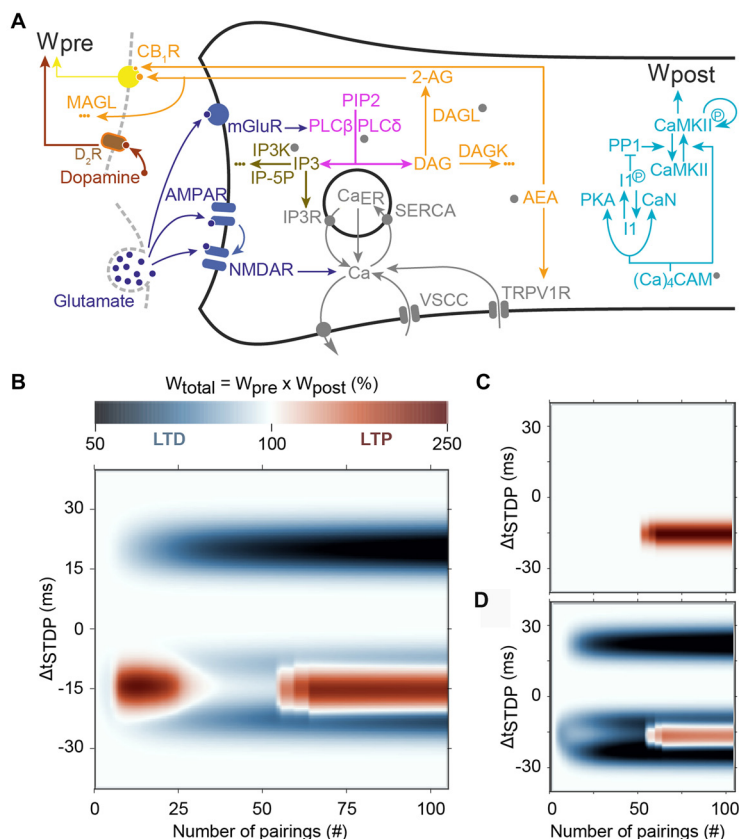 A
Wpre
CB1R
2-AG
Wpost
MAGL
PIP2
DAGL
P
mGluR
PLCβ
PLCδ
CaMKII
D2R
IP3K
PP1
Dopamine
IP3
DAG
DAGK
CaMKII
IP-5P
I1
P
AMPAR
CaER
AEA
PKA
CaN
IP3R
SERCA
I1
NMDAR
Ca
(Ca)4CAM
Glutamate
VSCC
TRPV1R
B
Wtotal = Wpre x Wpost (%)
LTD
LTP
50
100
250
ΔtSTDP (ms)
30
15
0
-15
-30
0
25
50
75
100
Number of pairings (#)
C
ΔtSTDP (ms)
30
0
-30
D
ΔtSTDP (ms)
30
0
-30
0
50
100
Number of pairings (#)